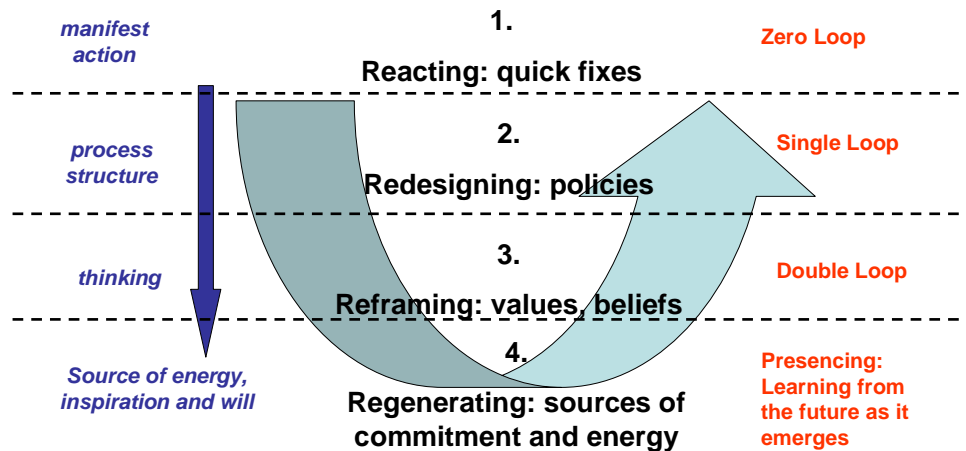 manifest
action
1.
Reacting: quick fixes
Zero Loop
process
structure
2.
Redesigning: policies
Single Loop
thinking
3.
Reframing: values, beliefs
Double Loop
Source of energy,
inspiration and will
4.
Regenerating: sources of
commitment and energy
Presencing:
Learning from
the future as it
emerges